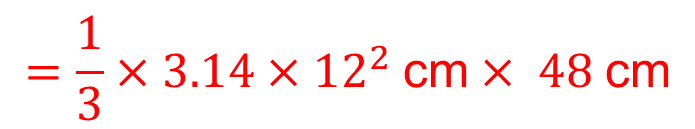 = 1/3 × 3.14 × 12² cm × 48 cm